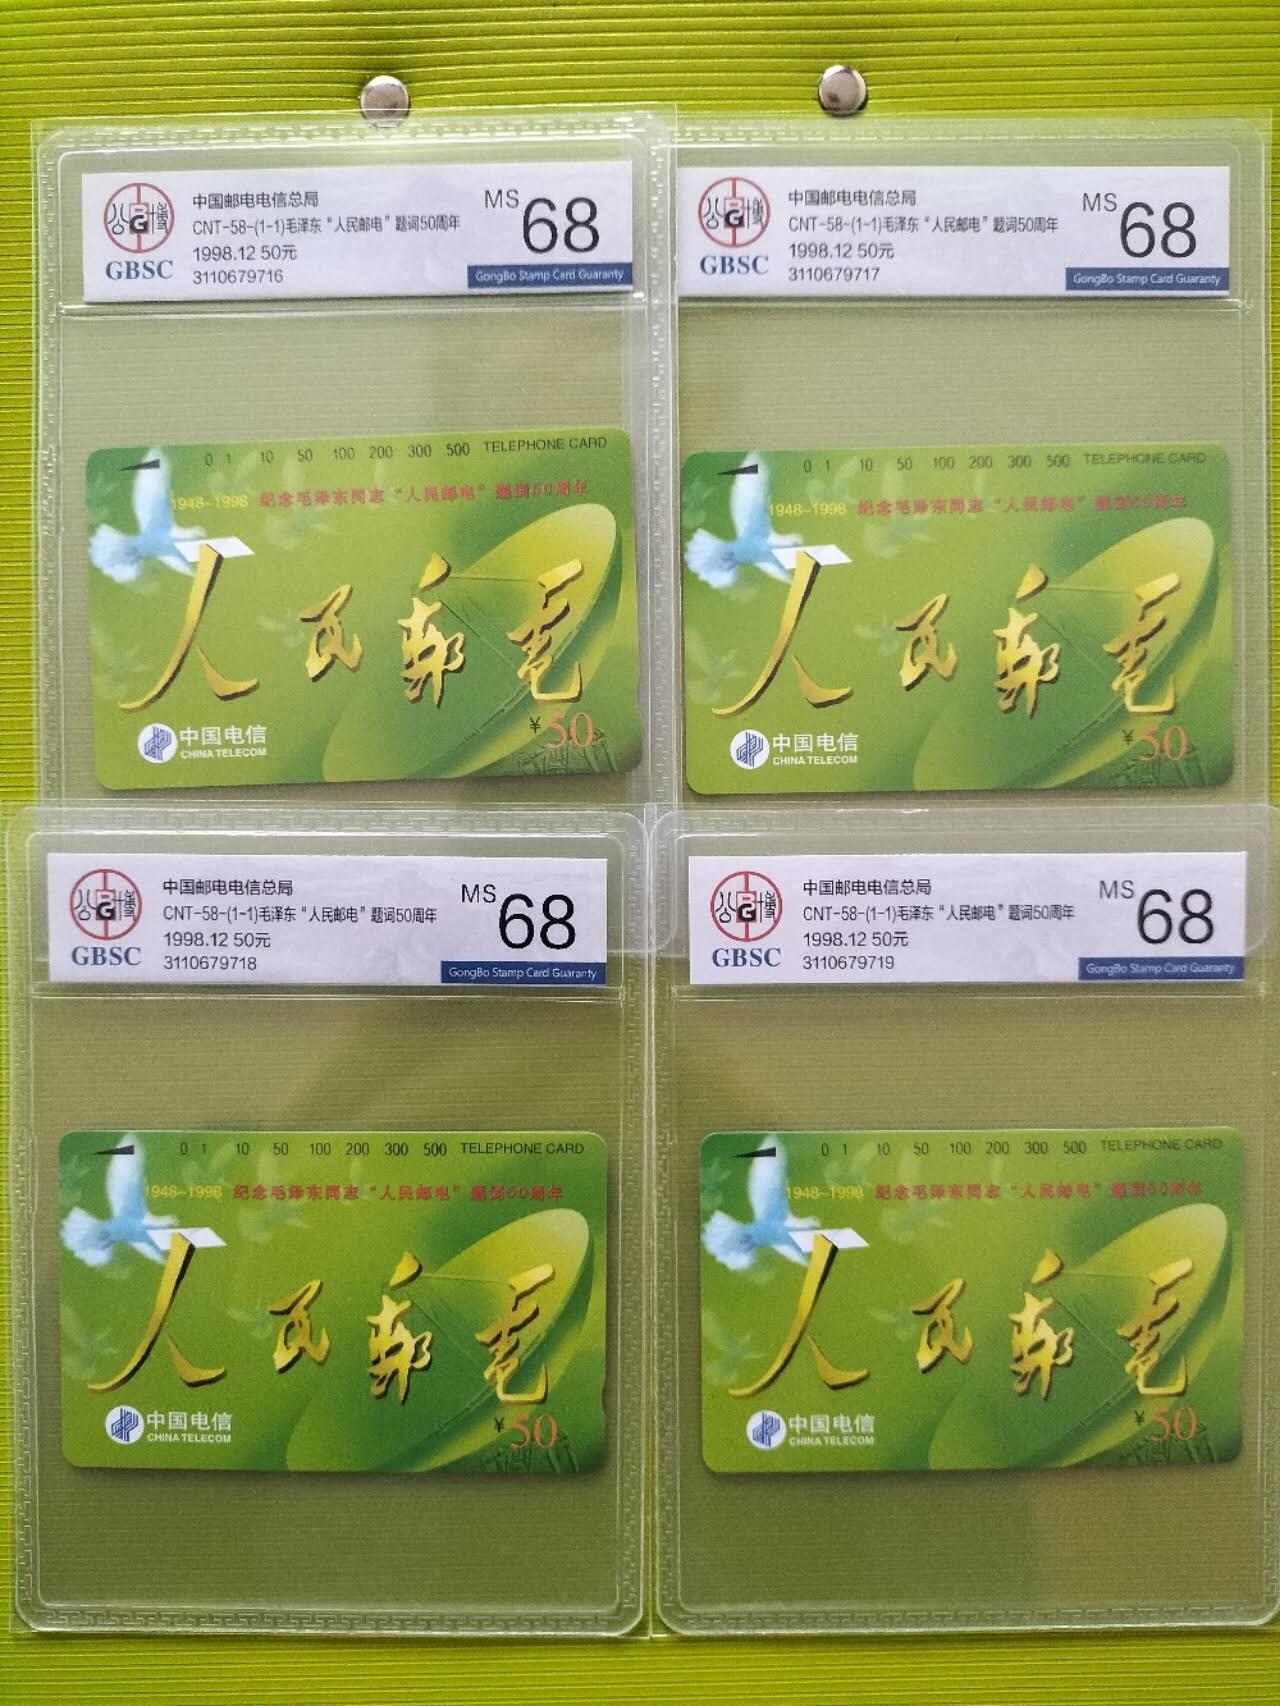 中国邮电电信总局
CNT-58-(1-1)毛泽东“人民邮电”题词50周年
1998.12 50元
3110679716
MS 68
GBSC
GongBo Stamp Card Guaranty
中国邮电电信总局
CNT-58-(1-1)毛泽东“人民邮电”题词50周年
1998.12 50元
3110679717
MS 68
公博
BG
GBSC
GongBo Stamp Card Guaranty
0 1 10 50 100 200 300 500 TELEPHONE CARD
1948-1998 纪念毛泽东同志“人民邮电”题词50周年
人民邮电
中国电信
CHINA TELECOM
¥50
0 1 10 50 100 200 300 500 TELEPHONE CARD
1948-1998 纪念毛泽东同志“人民邮电”题词50周年
人民邮电
中国电信
CHINA TELECOM
¥50
中国邮电电信总局
CNT-58-(1-1)毛泽东“人民邮电”题词50周年
1998.12 50元
3110679718
MS 68
公博
BG
GBSC
GongBo Stamp Card Guaranty
中国邮电电信总局
CNT-58-(1-1)毛泽东“人民邮电”题词50周年
1998.12 50元
3110679719
MS 68
公博
BG
GBSC
GongBo Stamp Card Guaranty
0 1 10 50 100 200 300 500 TELEPHONE CARD
1948-1998 纪念毛泽东同志“人民邮电”题词50周年
人民邮电
中国电信
CHINA TELECOM
¥50
0 1 10 50 100 200 300 500 TELEPHONE CARD
1948-1998 纪念毛泽东同志“人民邮电”题词50周年
人民邮电
中国电信
CHINA TELECOM
¥50